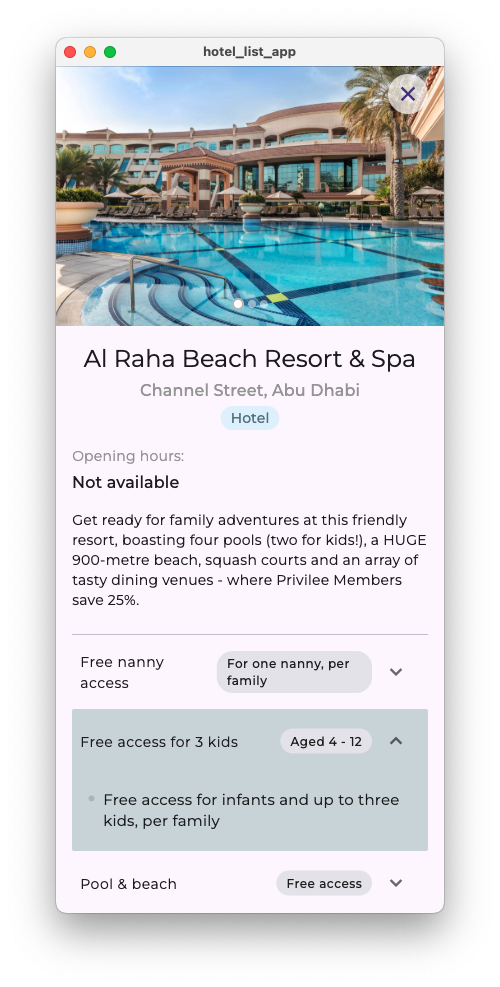 hotel_list_app
Al Raha Beach Resort & Spa
Channel Street, Abu Dhabi
Hotel
Opening hours:
Not available
Get ready for family adventures at this friendly
resort, boasting four pools (two for kids!), a HUGE
900-metre beach, squash courts and an array of
tasty dining venues - where Privilee Members
save 25%.
Free nanny
access
For one nanny, per
family
Free access for 3 kids
Aged 4 - 12
Free access for infants and up to three
kids, per family
Pool & beach
Free access